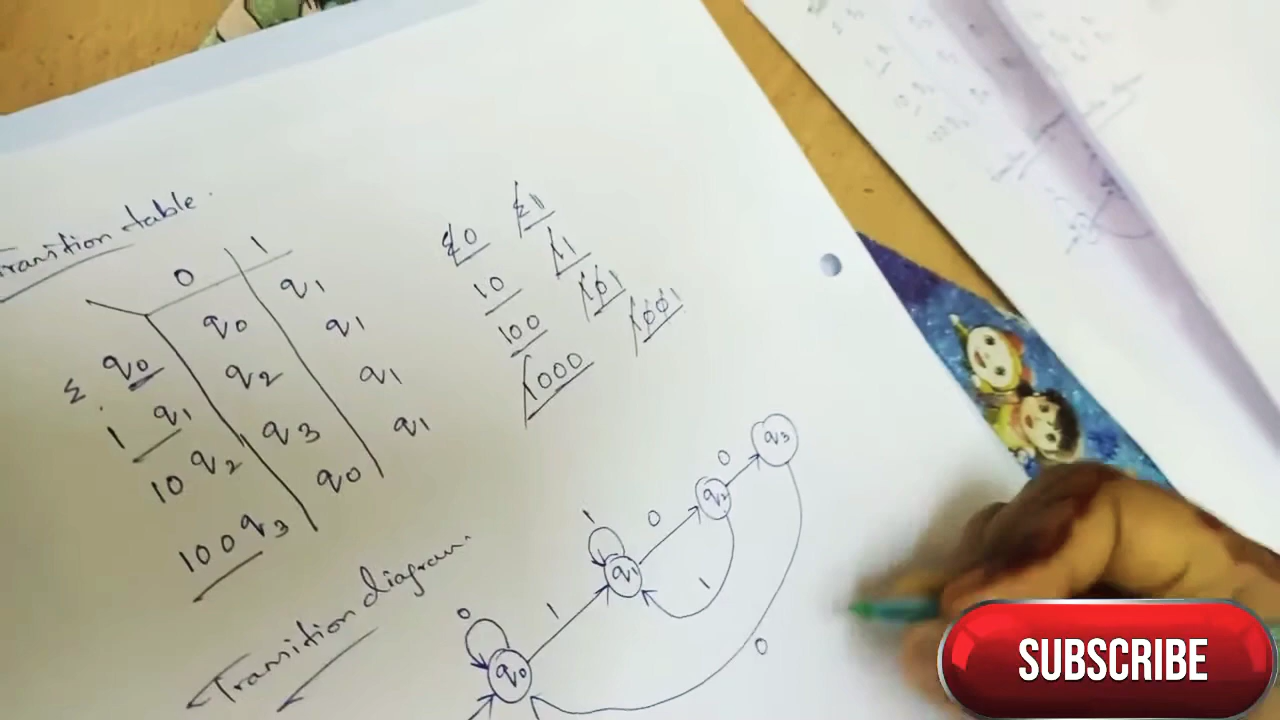 Transition table.
0 1
ε q0 q0 q1
1 q1 q2 q1
10 q2 q3 q1
100 q3 q0 q1
ε0 ε1
10 11
100 101
1000 1001
Transition diagram.
q3
0
q2
0
1
q1
1
1
0
0
q0
SUBSCRIBE